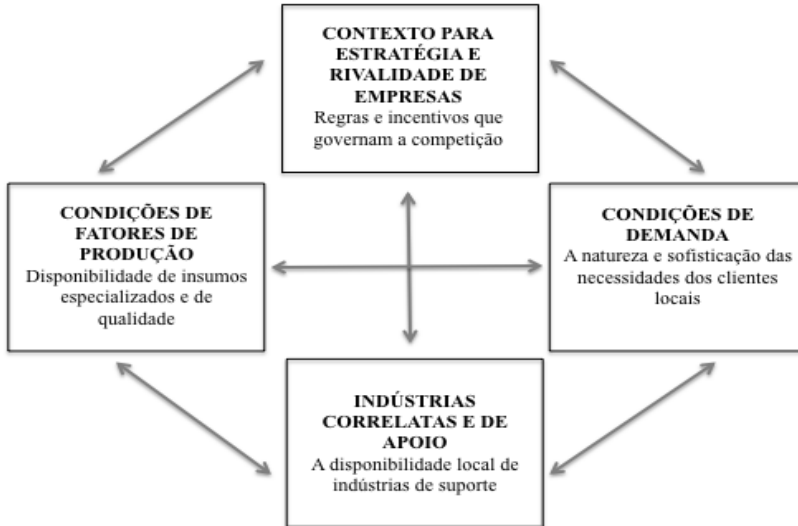 CONTEXTO PARA
ESTRATÉGIA E
RIVALIDADE DE
EMPRESAS
Regras e incentivos que
governam a competição
CONDIÇÕES DE
FATORES DE
PRODUÇÃO
Disponibilidade de insumos
especializados e de
qualidade
CONDIÇÕES DE
DEMANDA
A natureza e sofisticação das
necessidades dos clientes
locais
INDÚSTRIAS
CORRELATAS E DE
APOIO
A disponibilidade local de
indústrias de suporte